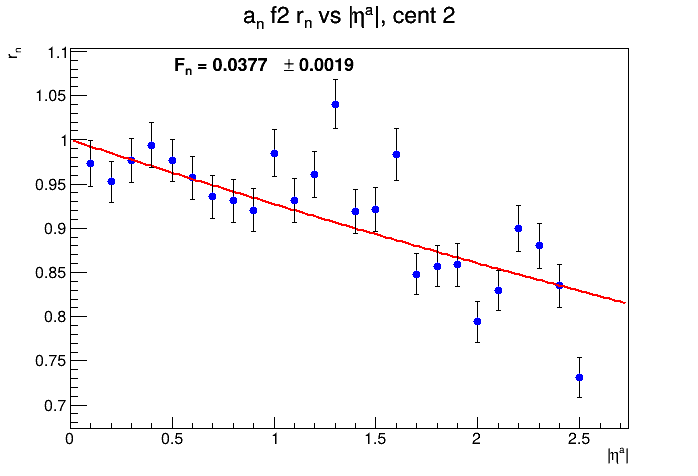 aₙ f2 rₙ vs |ηᵃ|, cent 2
Fₙ = 0.0377 ± 0.0019
rₙ
1.1
1.05
1
0.95
0.9
0.85
0.8
0.75
0.7
0 0.5 1 1.5 2 2.5
|ηᵃ|